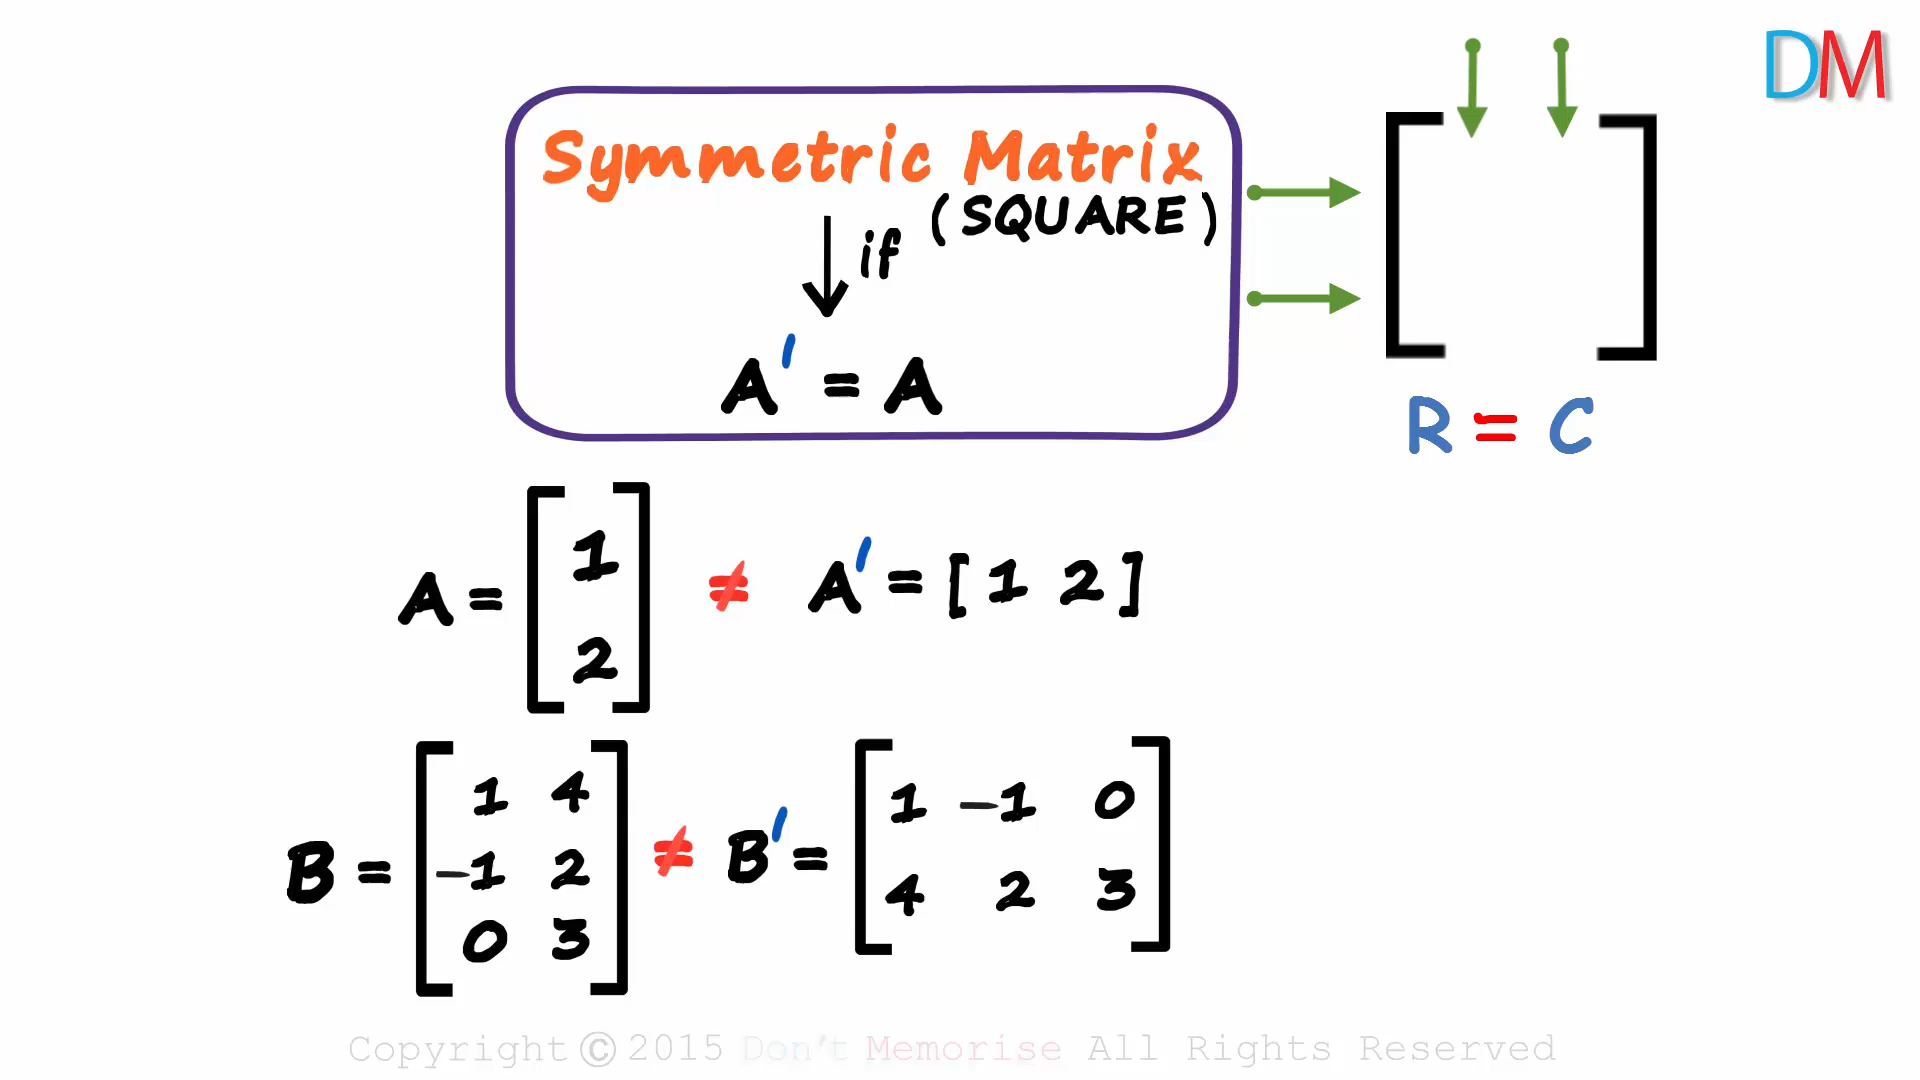 DM
Symmetric Matrix
(SQUARE)
if
A' = A
R = C
A = [ 1 ≠ A' = [ 1 2 ]
2 ]
B = [ 1 4 ≠ B' = [ 1 -1 0
-1 2 4 2 3 ]
0 3 ]
Copyright © 2015 Don't Memorise All Rights Reserved